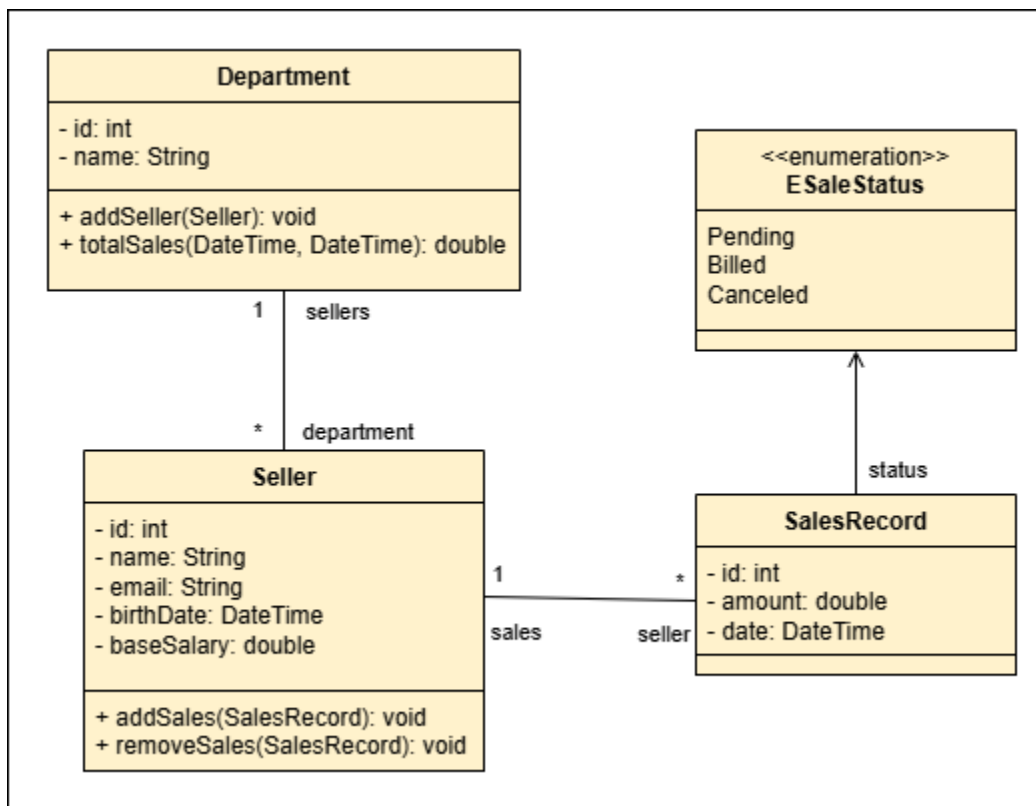 Department
- id: int
- name: String
+ addSeller(Seller): void
+ totalSales(DateTime, DateTime): double
1
sellers
*
department
<<enumeration>>
ESaleStatus
Pending
Billed
Canceled
status
Seller
- id: int
- name: String
- email: String
- birthDate: DateTime
- baseSalary: double
+ addSales(SalesRecord): void
+ removeSales(SalesRecord): void
1
sales
*
seller
SalesRecord
- id: int
- amount: double
- date: DateTime